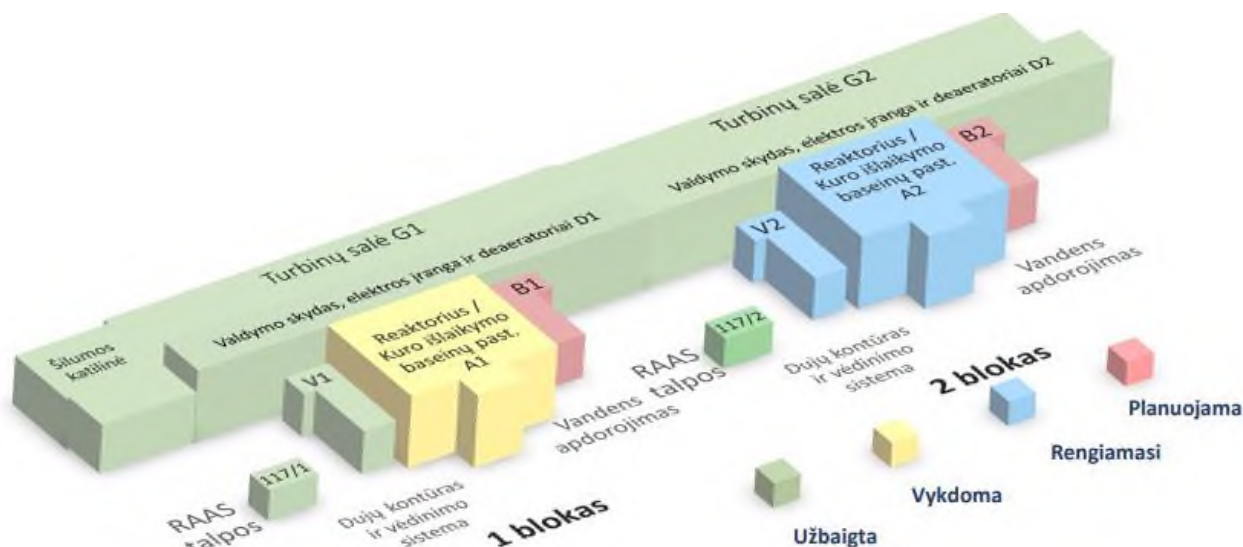 Turbinų salė G2
Valdymo skydas, elektros įranga ir deaeratoriai D2
B2
Reaktorius /
Kuro išlaikymo
baseinų past.
A2
V2
Vandens
apdorojimas
Turbinų salė G1
Valdymo skydas, elektros įranga ir deaeratoriai D1
B1
Reaktorius /
Kuro išlaikymo
baseinų past.
A1
V1
Šilumos
katilinė
117/2
RAAS
talpos
Dujų kontūras
ir vėdinimo
sistema
2 blokas
Vandens
apdorojimas
117/1
RAAS
talpos
Dujų kontūras
ir vėdinimo
sistema
1 blokas
Planuojama
Rengiamasi
Vykdoma
Užbaigta